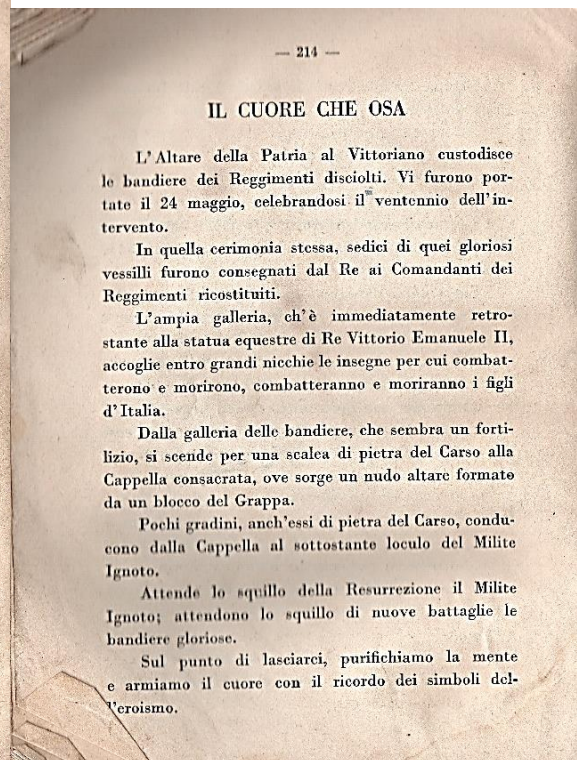 — 214 —
IL CUORE CHE OSA
L'Altare della Patria al Vittoriano custodisce
le bandiere dei Reggimenti disciolti. Vi furono por-
tate il 24 maggio, celebrandosi il ventennio dell'in-
tervento.
In quella cerimonia stessa, sedici di quei gloriosi
vessilli furono consegnati dal Re ai Comandanti dei
Reggimenti ricostituiti.
L'ampia galleria, ch'è immediatamente retro-
stante alla statua equestre di Re Vittorio Emanuele II,
accoglie entro grandi nicchie le insegne per cui combat-
terono e morirono, combatteranno e moriranno i figli
d'Italia.
Dalla galleria delle bandiere, che sembra un forti-
lizio, si scende per una scalea di pietra del Carso alla
Cappella consacrata, ove sorge un nudo altare formato
da un blocco del Grappa.
Pochi gradini, anch'essi di pietra del Carso, condu-
cono dalla Cappella al sottostante loculo del Milite
Ignoto.
Attende lo squillo della Resurrezione il Milite
Ignoto; attendono lo squillo di nuove battaglie le
bandiere gloriose.
Sul punto di lasciarci, purifichiamo la mente
e armiamo il cuore con il ricordo dei simboli del-
l'eroismo.